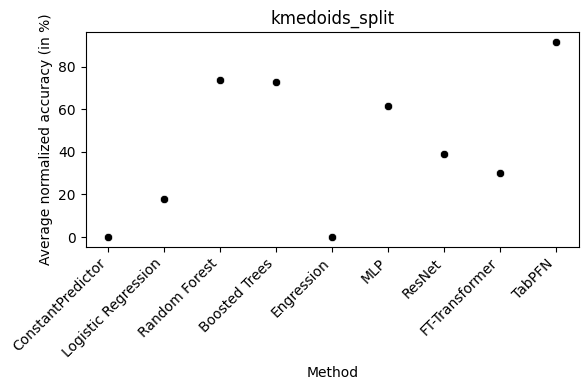 kmedoids_split
Average normalized accuracy (in %)
80
60
40
20
0
ConstantPredictor
Logistic Regression
Random Forest
Boosted Trees
Engression
MLP
ResNet
FT-Transformer
TabPFN
Method